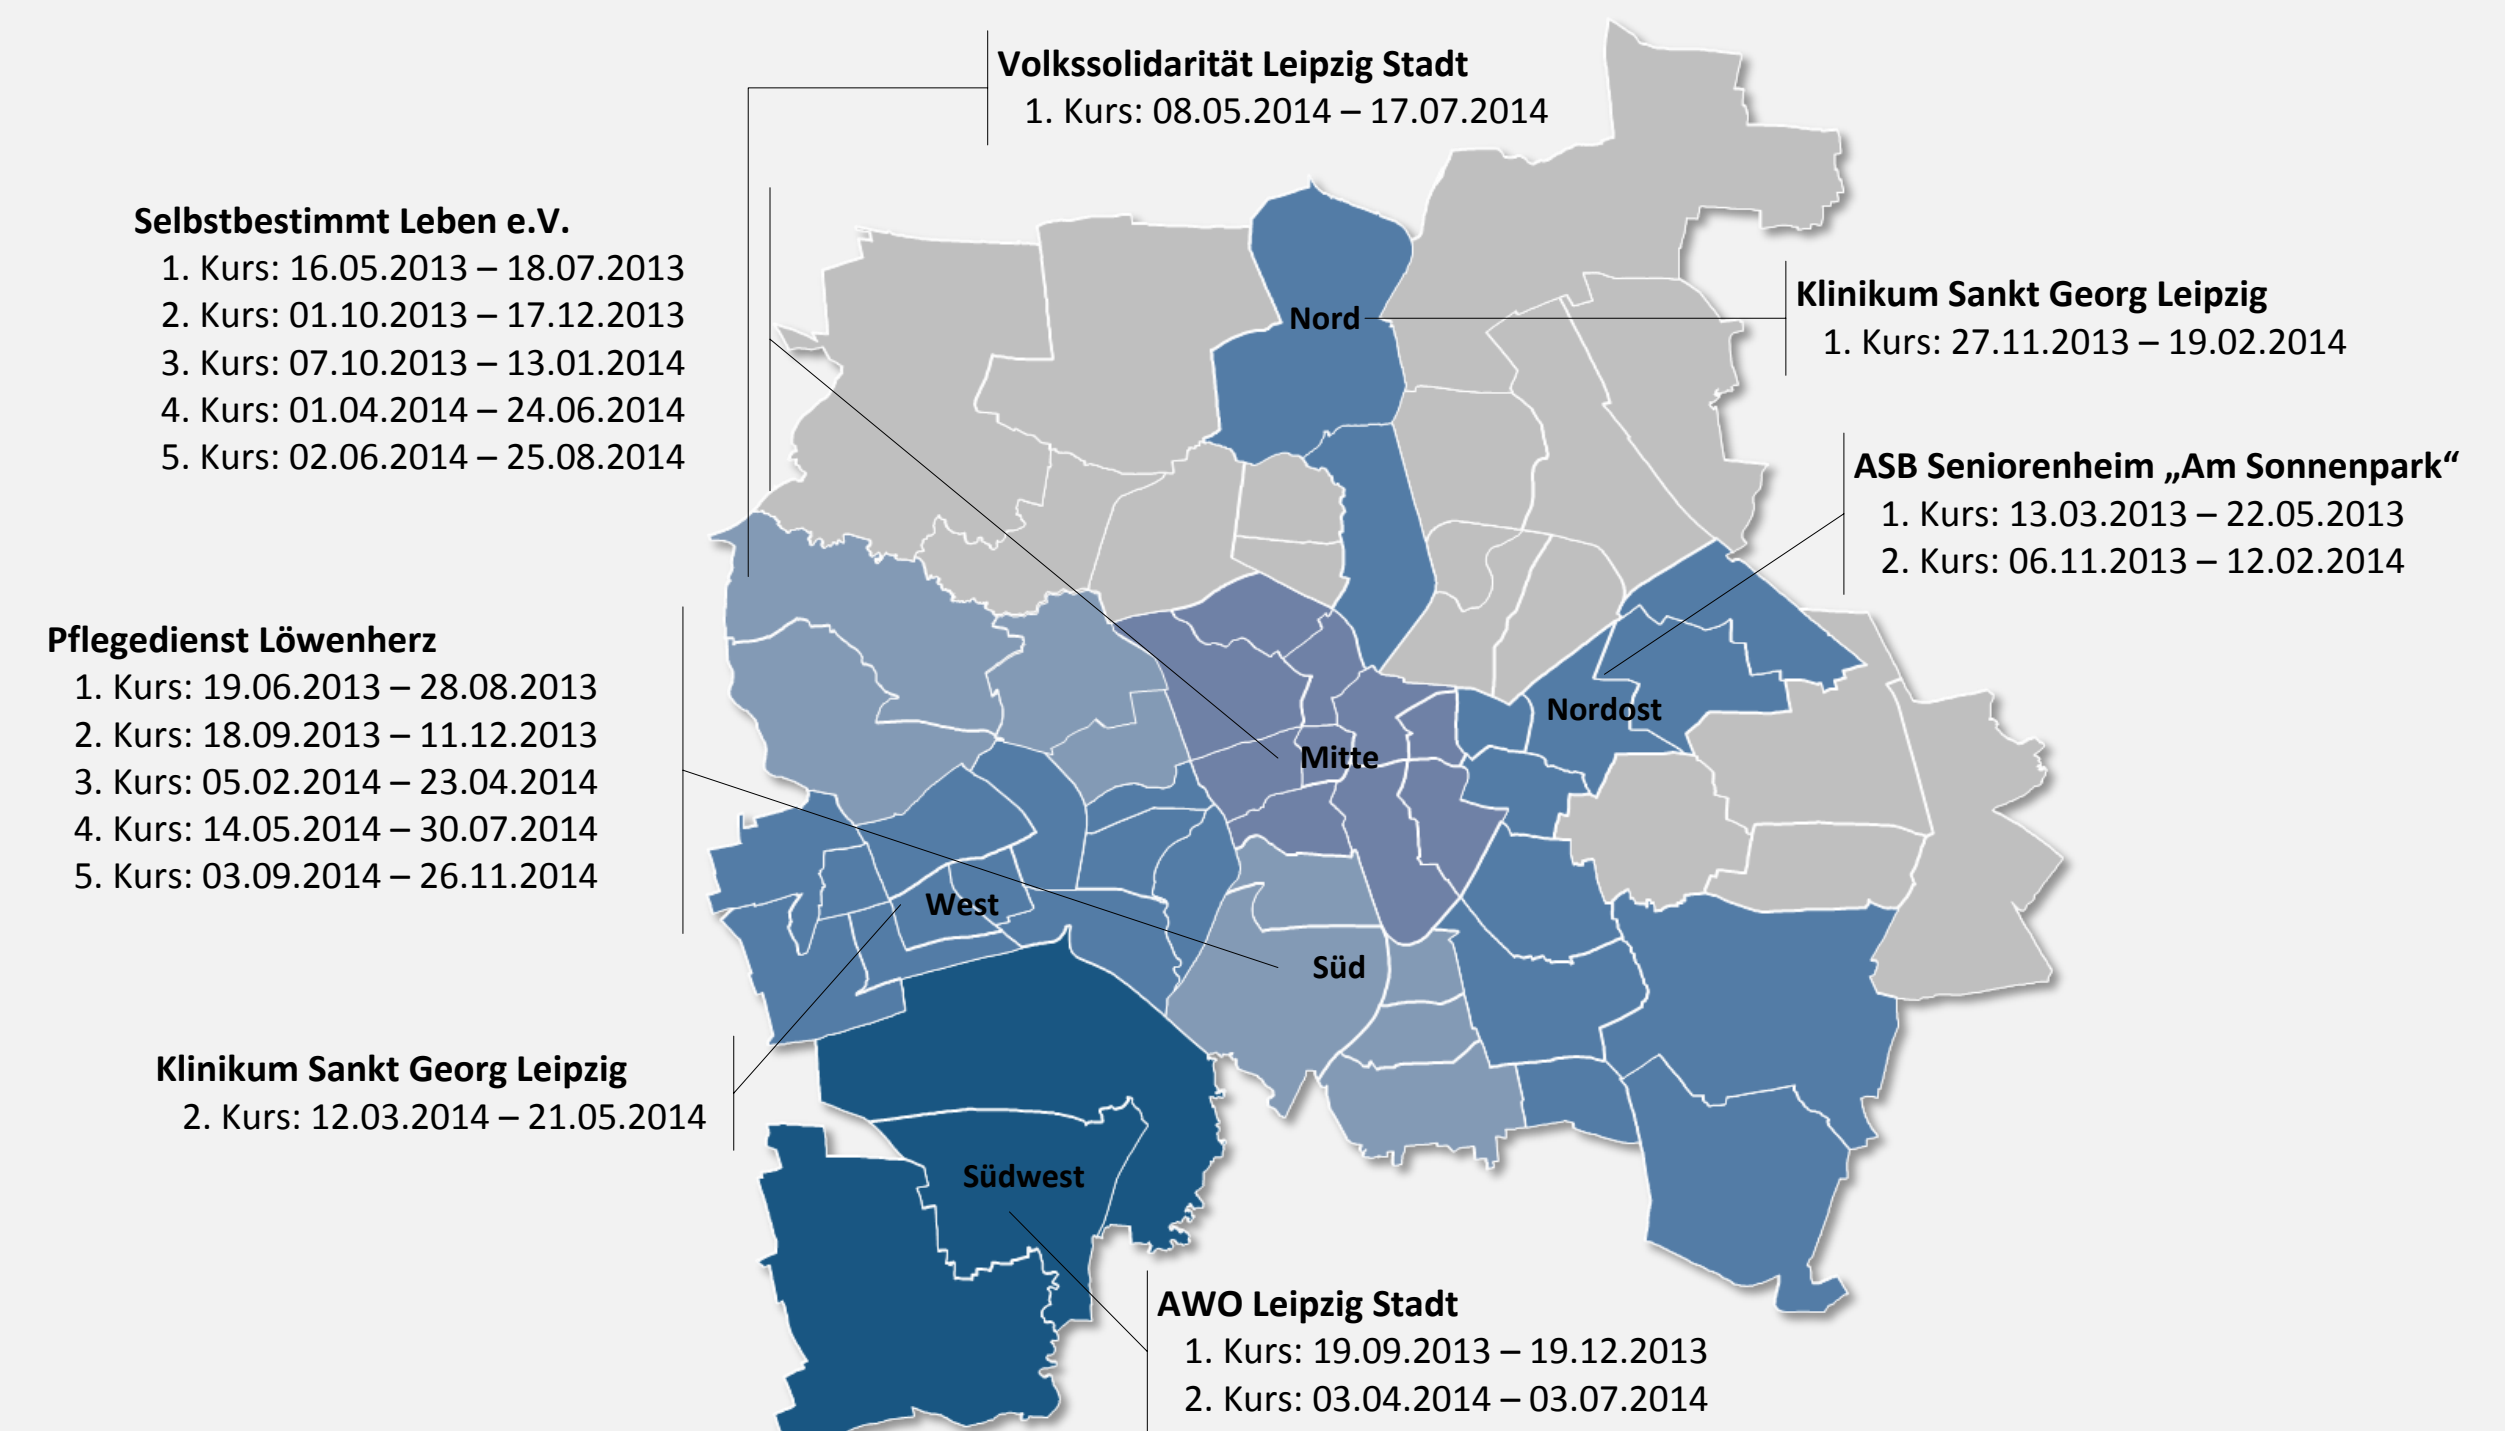 Volkssolidarität Leipzig Stadt
1. Kurs: 08.05.2014 – 17.07.2014
Selbstbestimmt Leben e.V.
1. Kurs: 16.05.2013 – 18.07.2013
2. Kurs: 01.10.2013 – 17.12.2013
3. Kurs: 07.10.2013 – 13.01.2014
4. Kurs: 01.04.2014 – 24.06.2014
5. Kurs: 02.06.2014 – 25.08.2014
Nord
Klinikum Sankt Georg Leipzig
1. Kurs: 27.11.2013 – 19.02.2014
ASB Seniorenheim „Am Sonnenpark“
1. Kurs: 13.03.2013 – 22.05.2013
2. Kurs: 06.11.2013 – 12.02.2014
Pflegedienst Löwenherz
1. Kurs: 19.06.2013 – 28.08.2013
2. Kurs: 18.09.2013 – 11.12.2013
3. Kurs: 05.02.2014 – 23.04.2014
4. Kurs: 14.05.2014 – 30.07.2014
5. Kurs: 03.09.2014 – 26.11.2014
Nordost
Mitte
West
Süd
Klinikum Sankt Georg Leipzig
2. Kurs: 12.03.2014 – 21.05.2014
Südwest
AWO Leipzig Stadt
1. Kurs: 19.09.2013 – 19.12.2013
2. Kurs: 03.04.2014 – 03.07.2014